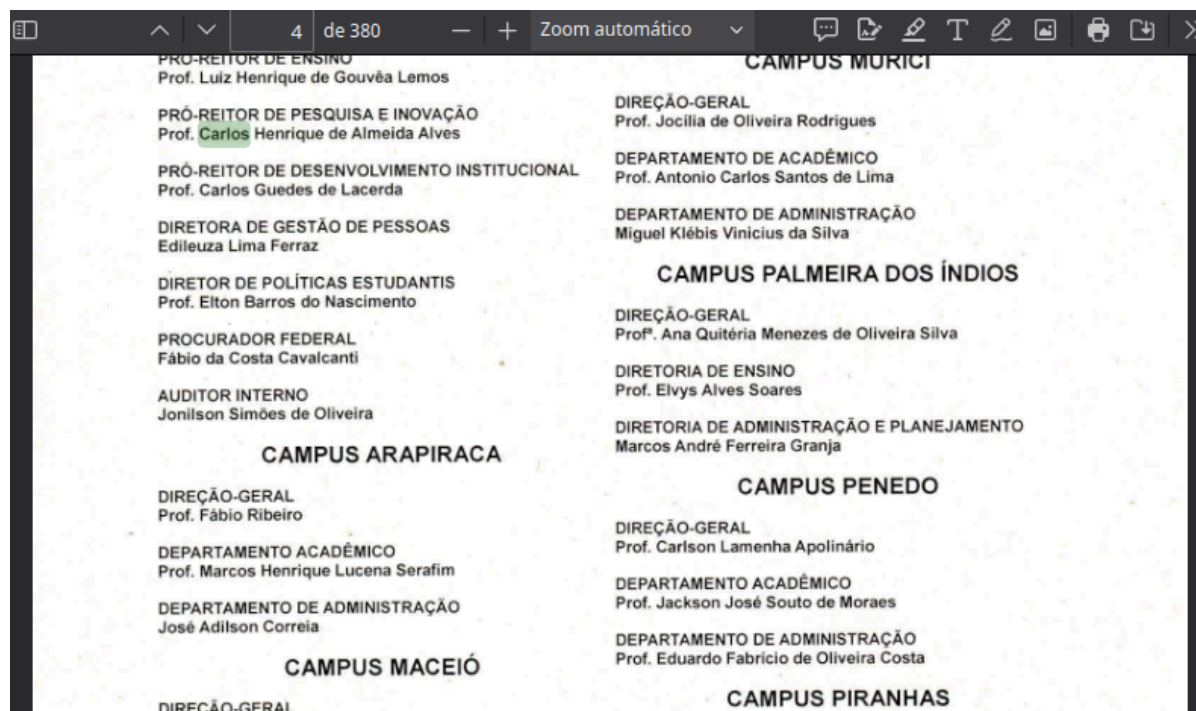 4 de 380
Zoom automático
PRÓ-REITOR DE ENSINO
Prof. Luiz Henrique de Gouvêa Lemos
PRÓ-REITOR DE PESQUISA E INOVAÇÃO
Prof. Carlos Henrique de Almeida Alves
PRÓ-REITOR DE DESENVOLVIMENTO INSTITUCIONAL
Prof. Carlos Guedes de Lacerda
DIRETORA DE GESTÃO DE PESSOAS
Edileuza Lima Ferraz
DIRETOR DE POLÍTICAS ESTUDANTIS
Prof. Elton Barros do Nascimento
PROCURADOR FEDERAL
Fábio da Costa Cavalcanti
AUDITOR INTERNO
Jonilson Simões de Oliveira
CAMPUS ARAPIRACA
DIREÇÃO-GERAL
Prof. Fábio Ribeiro
DEPARTAMENTO ACADÊMICO
Prof. Marcos Henrique Lucena Serafim
DEPARTAMENTO DE ADMINISTRAÇÃO
José Adilson Correia
CAMPUS MACEIÓ
DIREÇÃO-GERAL
CAMPUS MURICI
DIREÇÃO-GERAL
Prof. Jocília de Oliveira Rodrigues
DEPARTAMENTO DE ACADÊMICO
Prof. Antonio Carlos Santos de Lima
DEPARTAMENTO DE ADMINISTRAÇÃO
Miguel Klébis Vinicius da Silva
CAMPUS PALMEIRA DOS ÍNDIOS
DIREÇÃO-GERAL
Profª. Ana Quitéria Menezes de Oliveira Silva
DIRETORIA DE ENSINO
Prof. Elvys Alves Soares
DIRETORIA DE ADMINISTRAÇÃO E PLANEJAMENTO
Marcos André Ferreira Granja
CAMPUS PENEDO
DIREÇÃO-GERAL
Prof. Carlson Lamenha Apolinário
DEPARTAMENTO ACADÊMICO
Prof. Jackson José Souto de Moraes
DEPARTAMENTO DE ADMINISTRAÇÃO
Prof. Eduardo Fabricio de Oliveira Costa
CAMPUS PIRANHAS